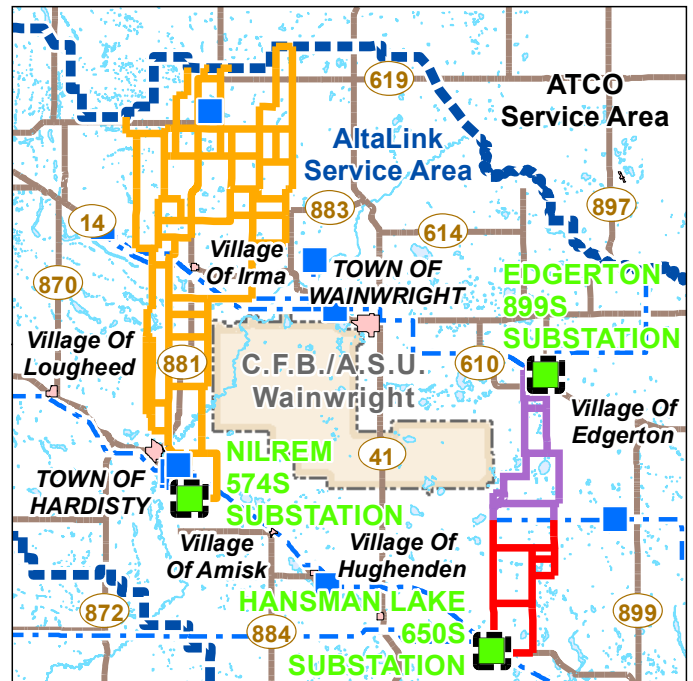 619
ATCO
Service Area
AltaLink
Service Area
14
883
614
897
870
Village
Of Irma
TOWN OF
WAINWRIGHT
EDGERTON
899S
SUBSTATION
Village Of
Lougheed
881
C.F.B./A.S.U.
Wainwright
610
Village Of
Edgerton
41
TOWN OF
HARDISTY
NILREM
574S
SUBSTATION
Village
Of Amisk
Village Of
Hughenden
872
884
HANSMAN LAKE
650S
SUBSTATION
899